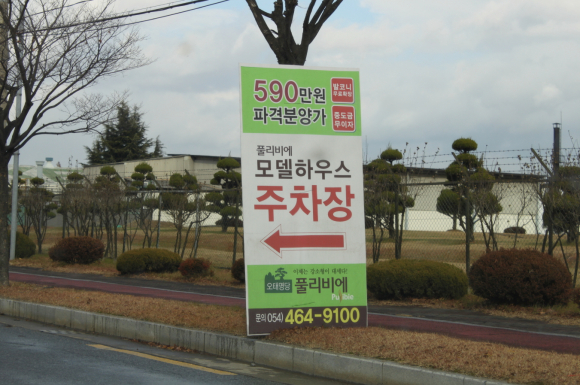 590만원
파격분양가
발코니
무료확장
중도금
무이자
풀리비에
모델하우스
주차장
오태명당
풀리비에
문의 (054) 464-9100